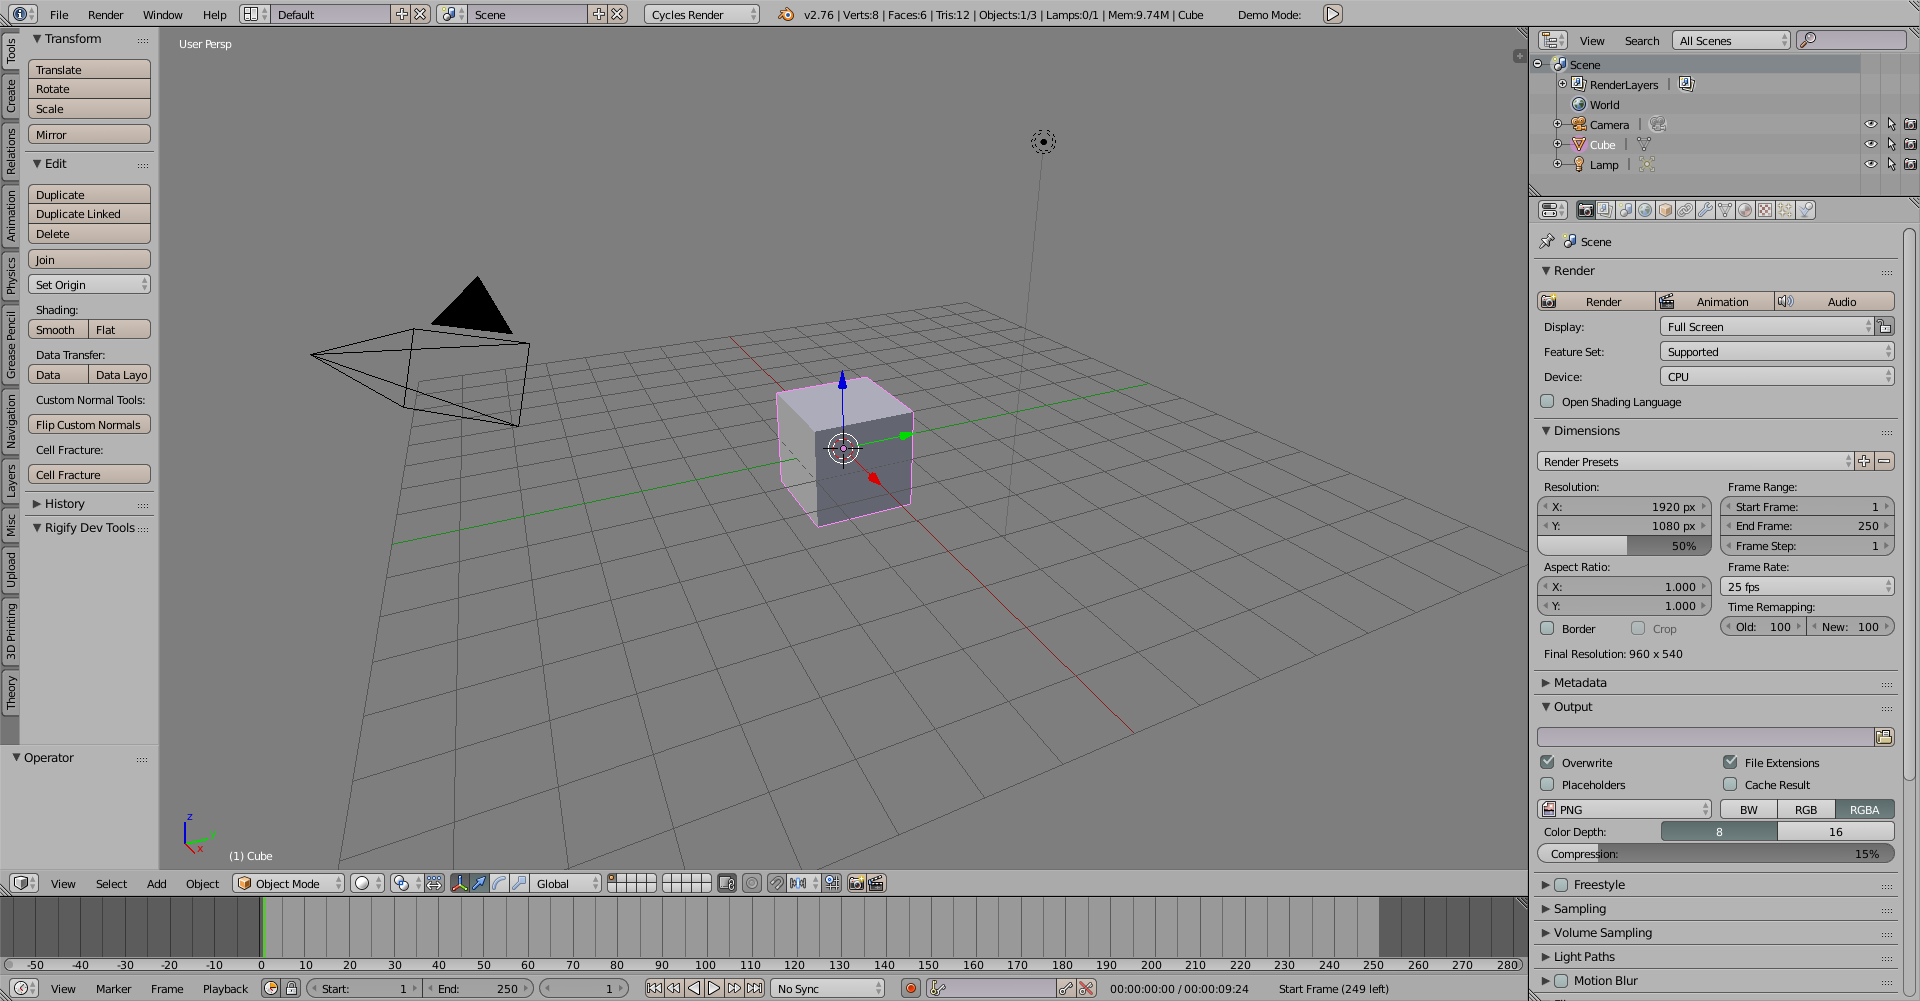 File Render Window Help Default Scene Cycles Render v2.76 | Verts:8 | Faces:6 | Tris:12 | Objects:1/3 | Lamps:0/1 | Mem:9.74M | Cube Demo Mode:
Tools
Create
Relations
Animation
Physics
Grease Pencil
Navigation
Layers
Misc
Upload
3D Printing
Theory
Transform
Translate
Rotate
Scale
Mirror
Edit
Duplicate
Duplicate Linked
Delete
Join
Set Origin
Shading:
Smooth Flat
Data Transfer:
Data Data Layo
Custom Normal Tools:
Flip Custom Normals
Cell Fracture:
Cell Fracture
History
Rigify Dev Tools
Operator
User Persp
z
y
x
(1) Cube
View Select Add Object Object Mode Global
-50 -40 -30 -20 -10 0 10 20 30 40 50 60 70 80 90 100 110 120 130 140 150 160 170 180 190 200 210 220 230 240 250 260 270 280
View Marker Frame Playback Start: 1 End: 250 1 No Sync 00:00:00:00 / 00:00:09:24 Start Frame (249 left)
View Search All Scenes
Scene
RenderLayers
World
Camera
Cube
Lamp
Scene
Render
Render Animation Audio
Display: Full Screen
Feature Set: Supported
Device: CPU
Open Shading Language
Dimensions
Render Presets
Resolution: Frame Range:
X: 1920 px Start Frame: 1
Y: 1080 px End Frame: 250
50% Frame Step: 1
Aspect Ratio: Frame Rate:
X: 1.000 25 fps
Y: 1.000 Time Remapping:
Border Crop Old: 100 New: 100
Final Resolution: 960 x 540
Metadata
Output
Overwrite File Extensions
Placeholders Cache Result
PNG BW RGB RGBA
Color Depth: 8 16
Compression: 15%
Freestyle
Sampling
Volume Sampling
Light Paths
Motion Blur